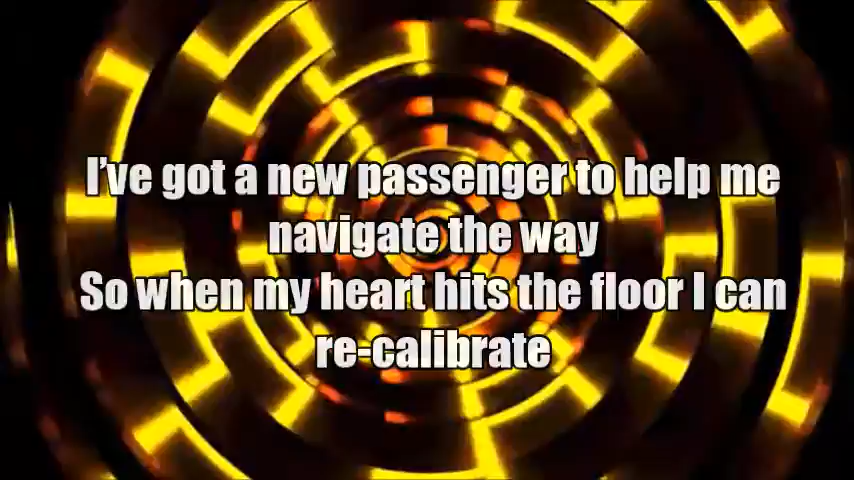 I've got a new passenger to help me
navigate the way
So when my heart hits the floor I can
re-calibrate